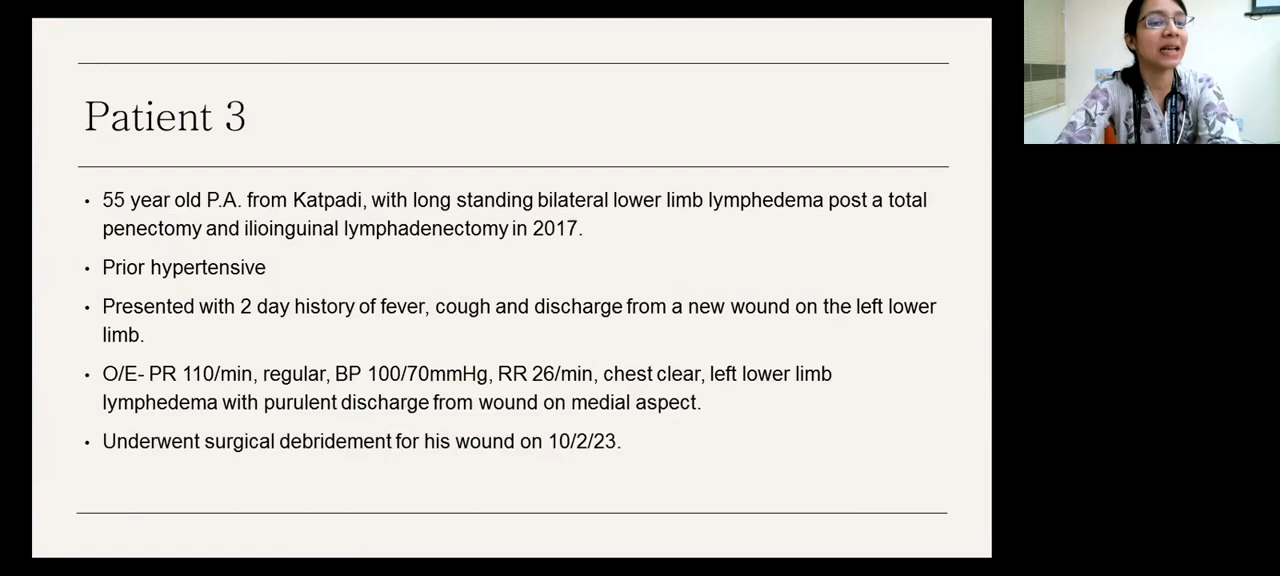 Patient 3
• 55 year old P.A. from Katpadi, with long standing bilateral lower limb lymphedema post a total
penectomy and ilioinguinal lymphadenectomy in 2017.
• Prior hypertensive
• Presented with 2 day history of fever, cough and discharge from a new wound on the left lower
limb.
• O/E- PR 110/min, regular, BP 100/70mmHg, RR 26/min, chest clear, left lower limb
lymphedema with purulent discharge from wound on medial aspect.
• Underwent surgical debridement for his wound on 10/2/23.